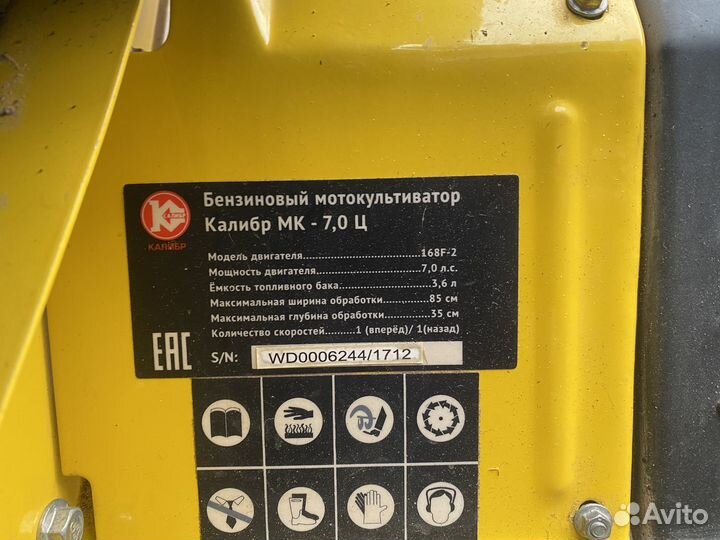 КАЛИБР
Бензиновый мотокультиватор
Калибр МК - 7,0 Ц
КАЛИБР
Модель двигателя.....................................168F-2
Мощность двигателя.................................7,0 л.с.
Ёмкость топливного бака...........................3,6 л
Максимальная ширина обработки...........85 см
Максимальная глубина обработки...........35 см
Количество скоростей.......1 (вперёд)/ 1(назад)
EAC
S/N: WD0006244/1712
Avito